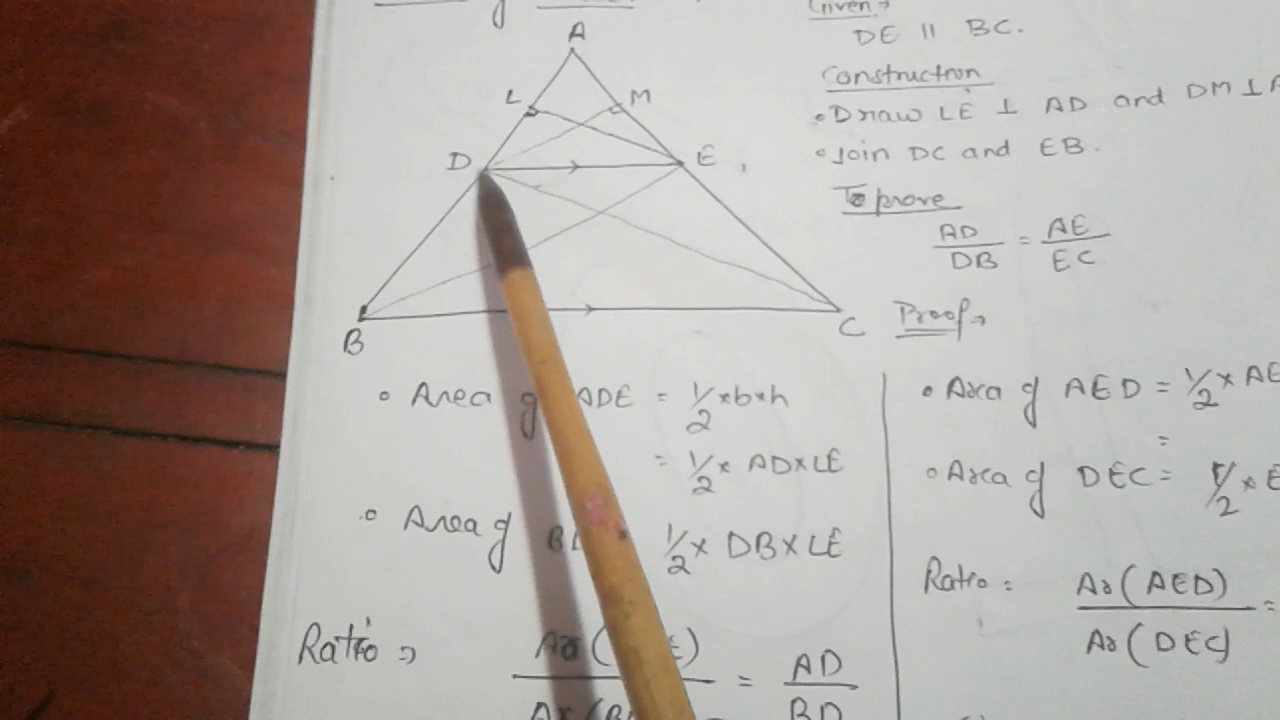 A
L
M
D
E,
B
C
Given→
DE || BC.
Construction
• Draw LE ⊥ AD and DM ⊥ A
• Join DC and EB.
To prove
AD/DB = AE/EC
Proof→
• Area of ADE = 1/2 × b × h
= 1/2 × AD × LE
• Area of 1/2 × DB × LE
Ratio ⇒ Ar( E) = AD
Ar(B BD
• Area of AED = 1/2 × AE
=
• Area of DEC = 1/2 × E
Ratio = Ar(AED) =
Ar(DEC)